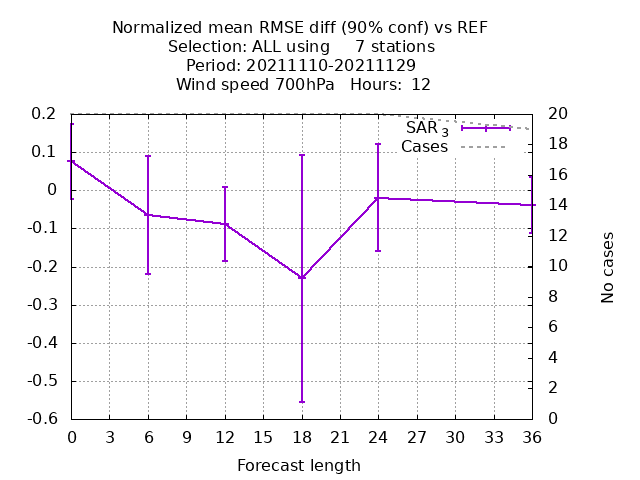 Normalized mean RMSE diff (90% conf) vs REF
Selection: ALL using     7 stations
Period: 20211110-20211129
Wind speed 700hPa   Hours:  12
0.2
0.1
0
-0.1
-0.2
-0.3
-0.4
-0.5
-0.6
SAR 3
Cases
20
18
16
14
12
10
8
6
4
2
0
No cases
0 3 6 9 12 15 18 21 24 27 30 33 36
Forecast length